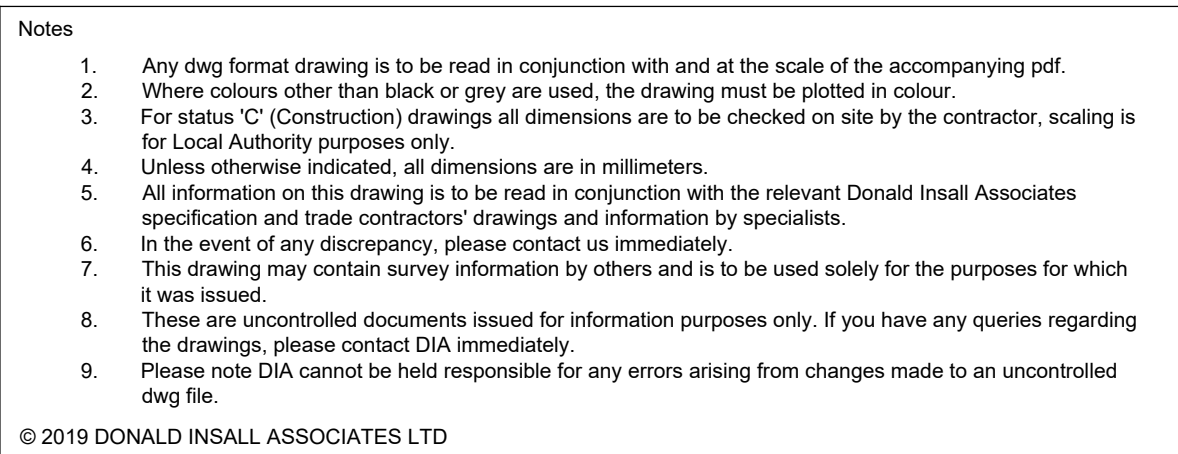 Notes
1. Any dwg format drawing is to be read in conjunction with and at the scale of the accompanying pdf.
2. Where colours other than black or grey are used, the drawing must be plotted in colour.
3. For status 'C' (Construction) drawings all dimensions are to be checked on site by the contractor, scaling is
for Local Authority purposes only.
4. Unless otherwise indicated, all dimensions are in millimeters.
5. All information on this drawing is to be read in conjunction with the relevant Donald Insall Associates
specification and trade contractors' drawings and information by specialists.
6. In the event of any discrepancy, please contact us immediately.
7. This drawing may contain survey information by others and is to be used solely for the purposes for which
it was issued.
8. These are uncontrolled documents issued for information purposes only. If you have any queries regarding
the drawings, please contact DIA immediately.
9. Please note DIA cannot be held responsible for any errors arising from changes made to an uncontrolled
dwg file.
© 2019 DONALD INSALL ASSOCIATES LTD